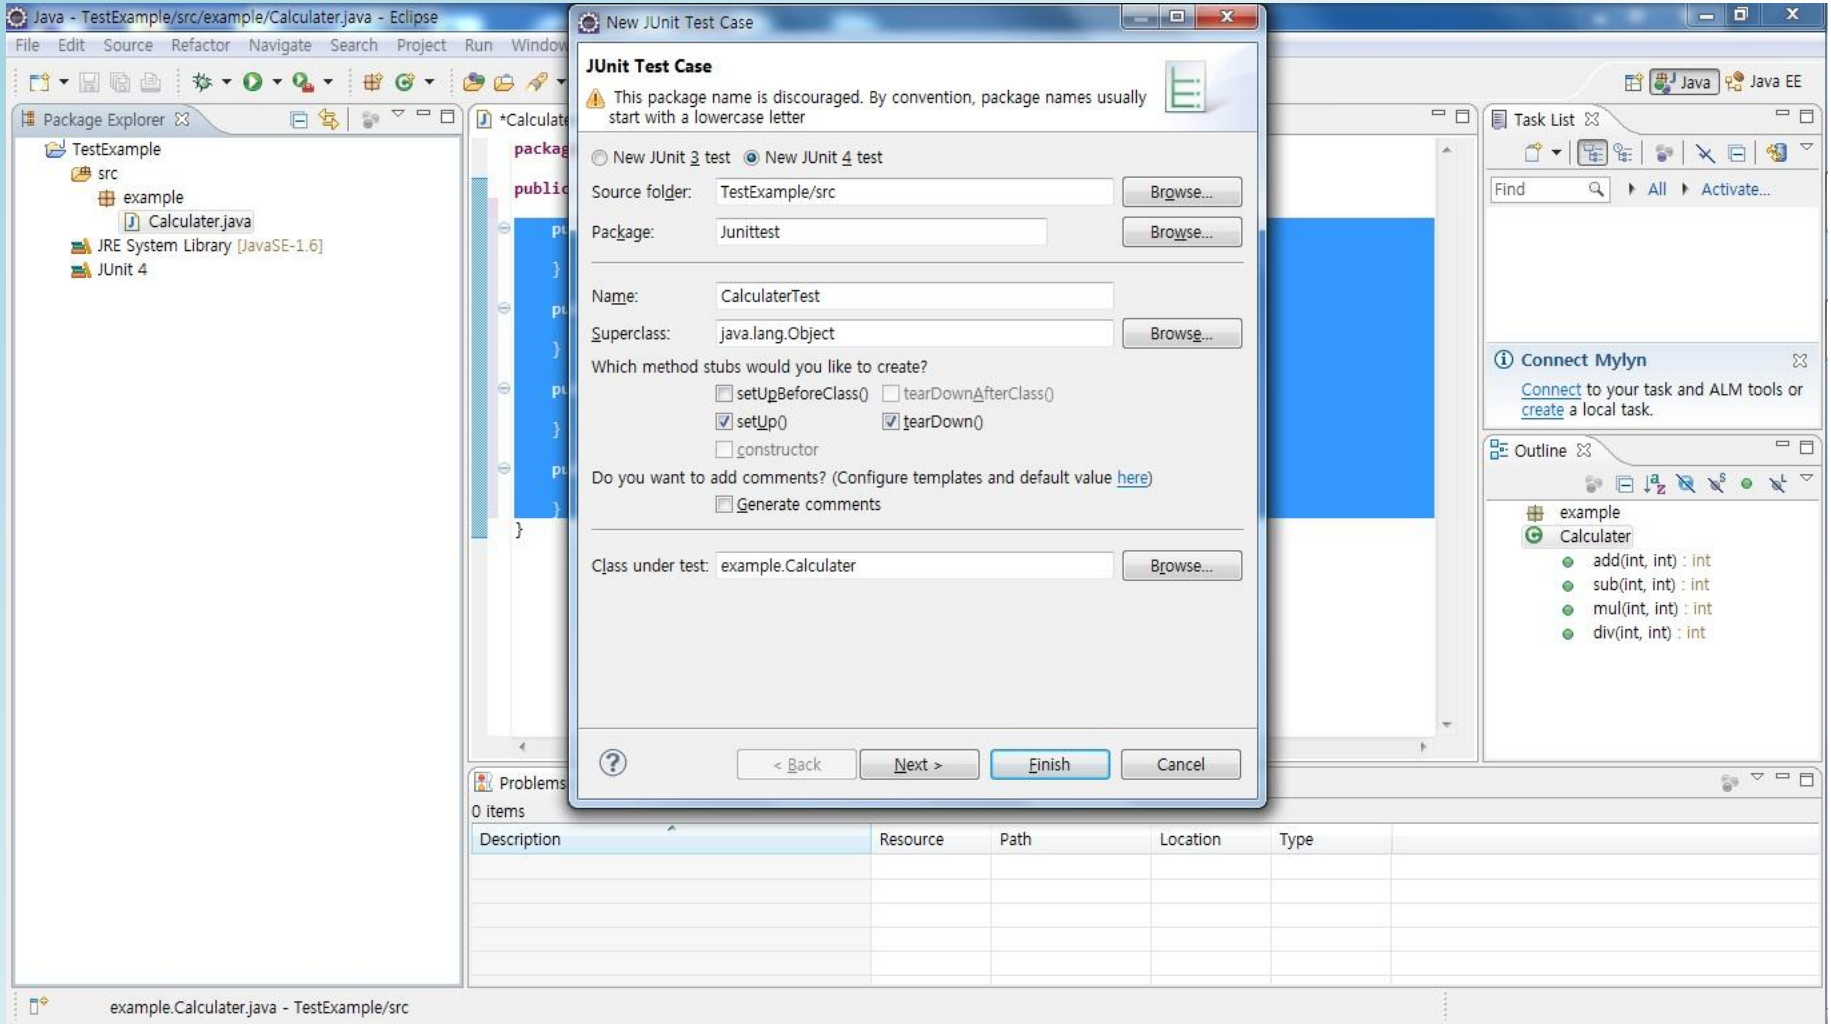 Java - TestExample/src/example/Calculater.java - Eclipse
File Edit Source Refactor Navigate Search Project Run Window
Java
Java EE
Package Explorer
TestExample
src
example
Calculater.java
JRE System Library [JavaSE-1.6]
JUnit 4
*Calculate
packag
public
pu
}
pu
}
pu
}
pu
}
}
New JUnit Test Case
JUnit Test Case
This package name is discouraged. By convention, package names usually
start with a lowercase letter
New JUnit 3 test New JUnit 4 test
Source folder: TestExample/src Browse...
Package: Junittest Browse...
Name: CalculaterTest
Superclass: java.lang.Object Browse...
Which method stubs would you like to create?
setUpBeforeClass() tearDownAfterClass()
setUp() tearDown()
constructor
Do you want to add comments? (Configure templates and default value here)
Generate comments
Class under test: example.Calculater Browse...
< Back Next > Finish Cancel
Task List
Find All Activate...
Connect Mylyn
Connect to your task and ALM tools or
create a local task.
Outline
example
Calculater
add(int, int) : int
sub(int, int) : int
mul(int, int) : int
div(int, int) : int
Problems
0 items
Description Resource Path Location Type
example.Calculater.java - TestExample/src